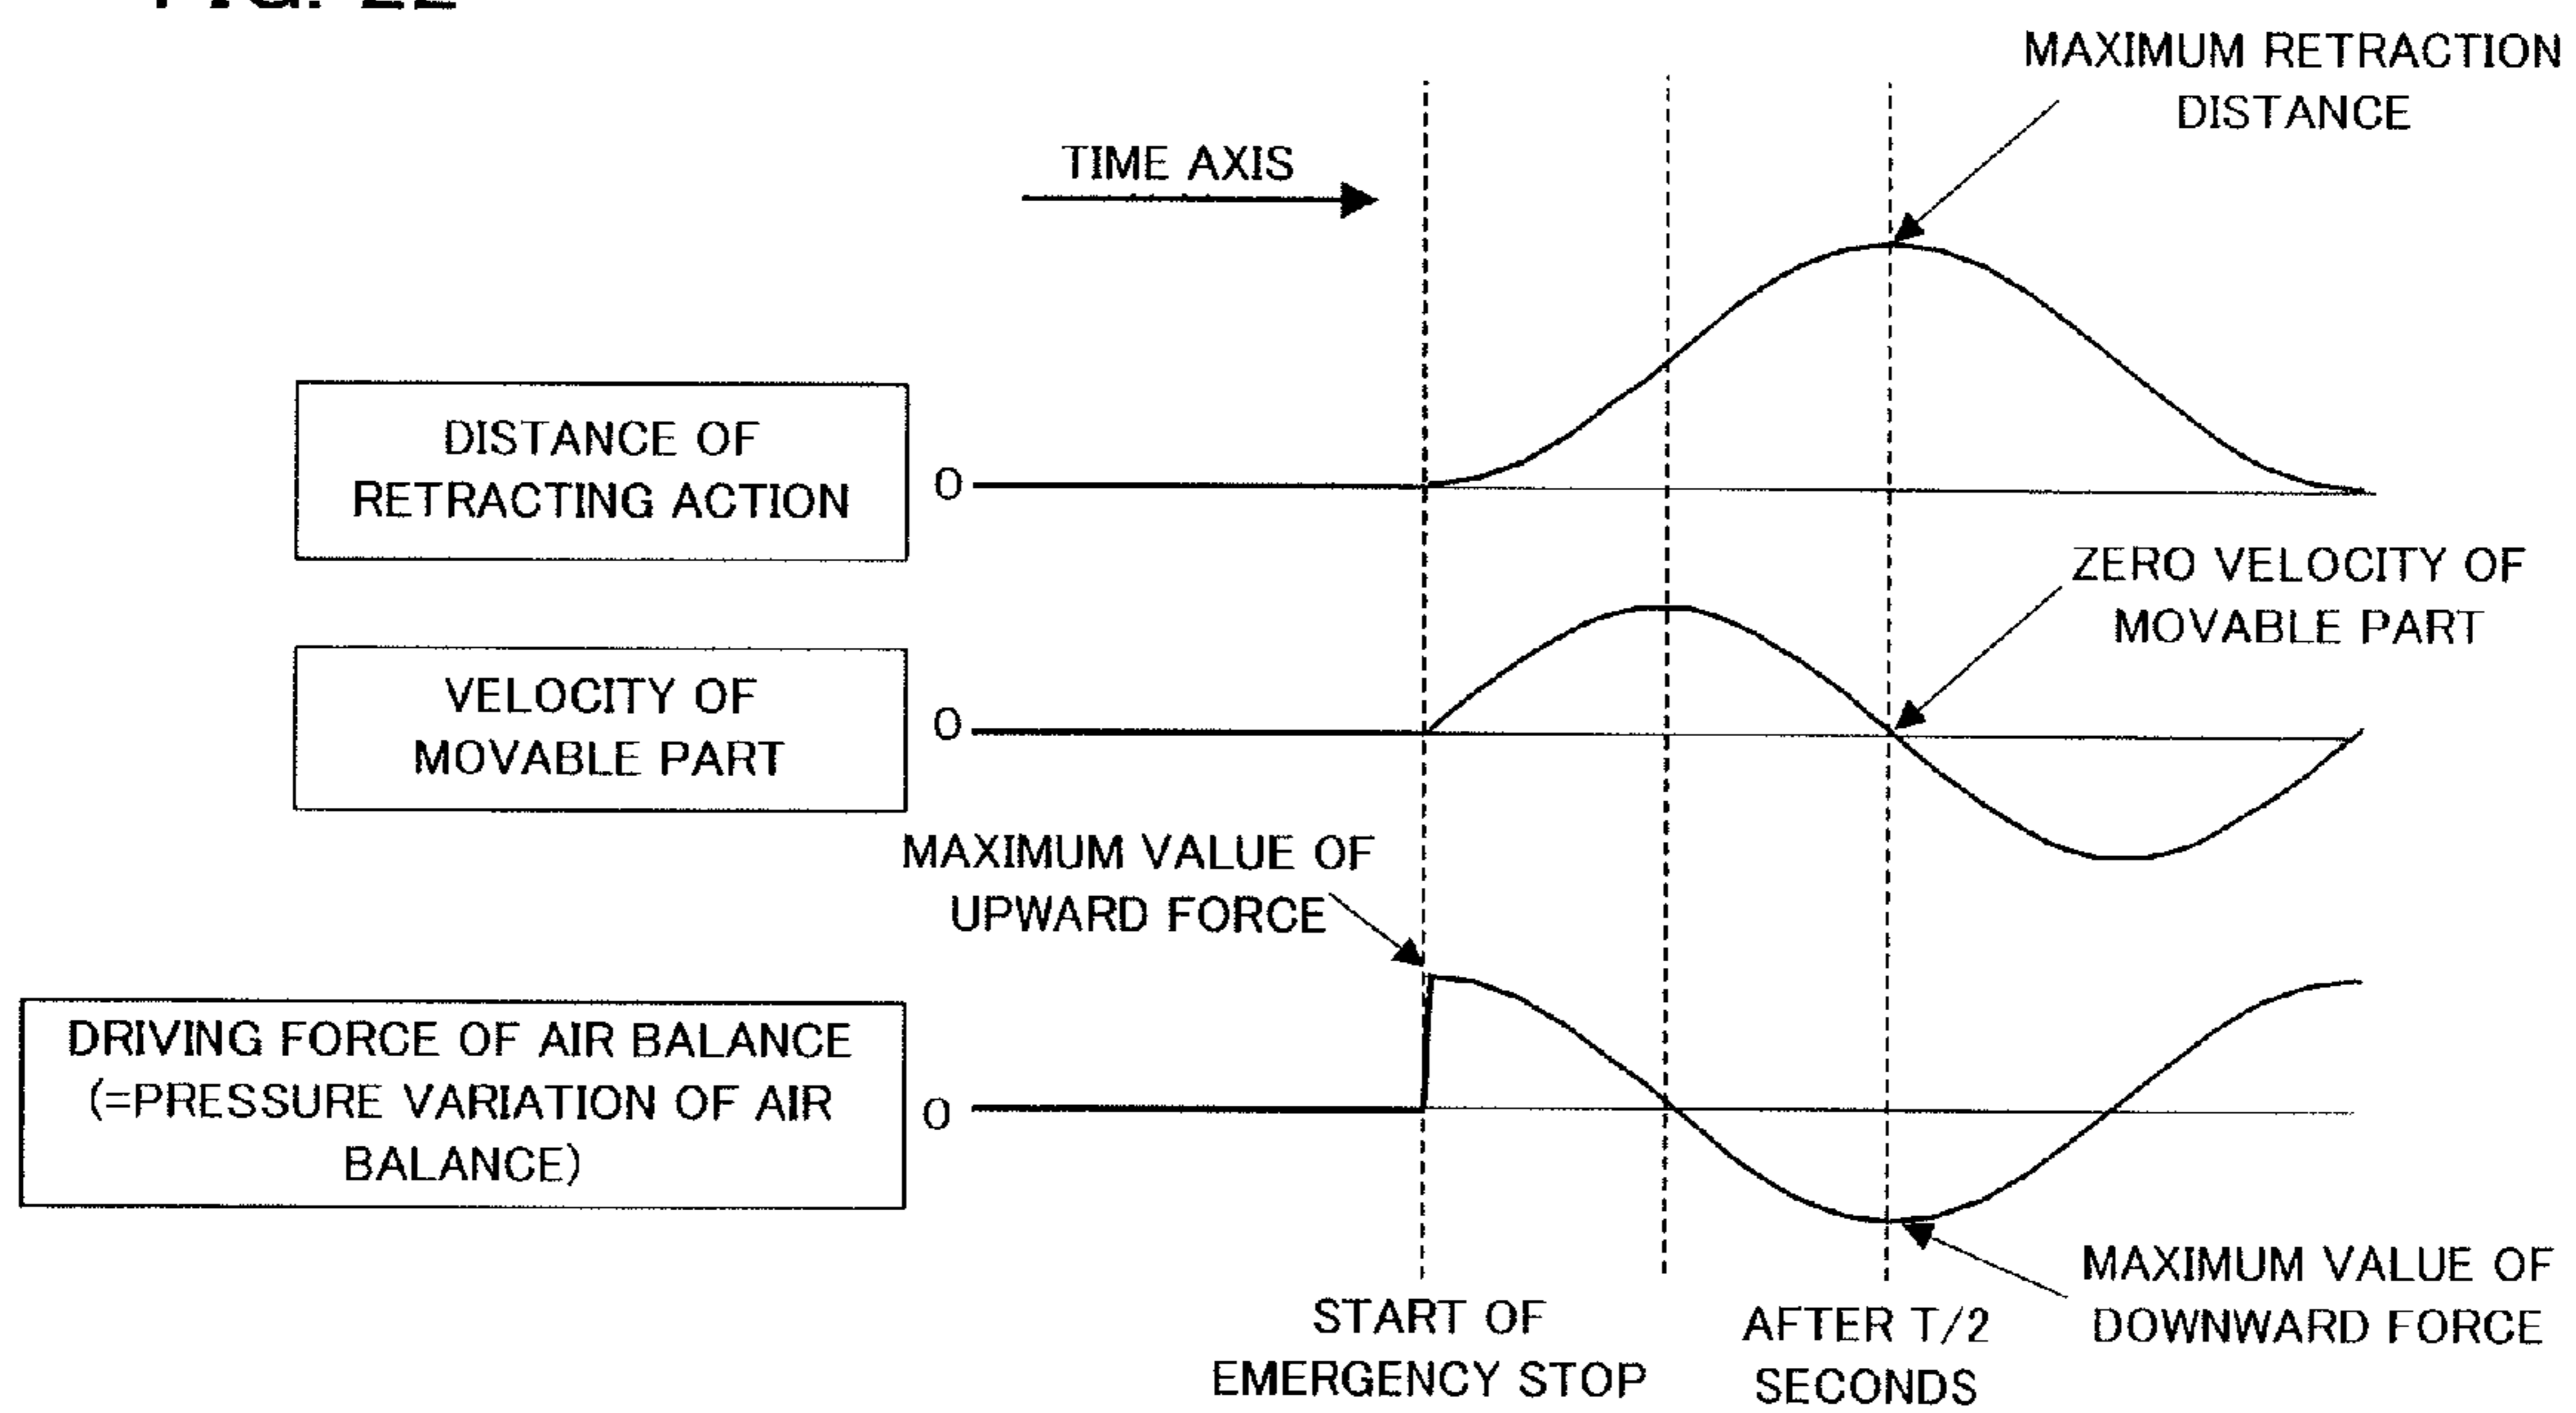 MAXIMUM RETRACTION
DISTANCE
TIME AXIS
DISTANCE OF
RETRACTING ACTION
0
ZERO VELOCITY OF
MOVABLE PART
VELOCITY OF
MOVABLE PART
0
MAXIMUM VALUE OF
UPWARD FORCE
DRIVING FORCE OF AIR BALANCE
(=PRESSURE VARIATION OF AIR
BALANCE)
0
MAXIMUM VALUE OF
DOWNWARD FORCE
START OF
EMERGENCY STOP
AFTER T/2
SECONDS